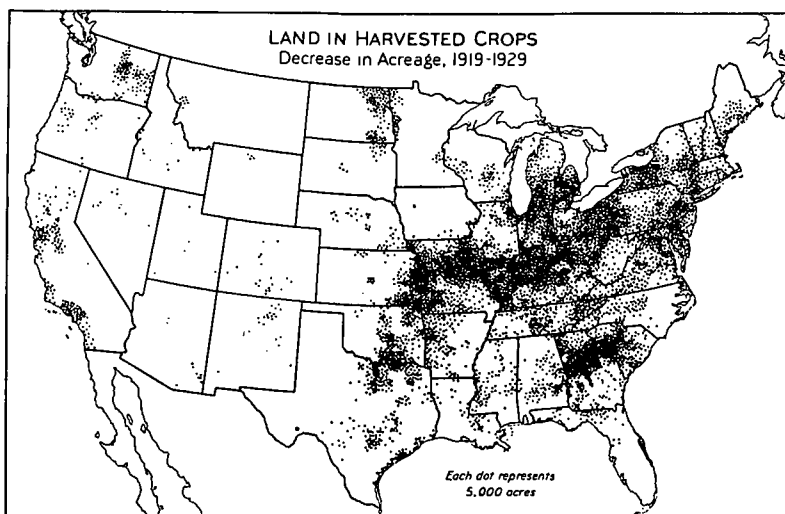 LAND IN HARVESTED CROPS
Decrease in Acreage, 1919-1929
Each dot represents
5,000 acres